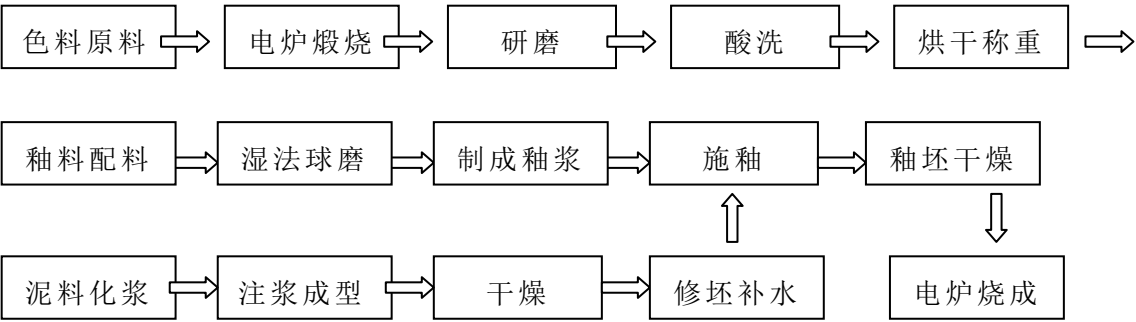 色料原料 电炉煅烧 研磨 酸洗 烘干称重
釉料配料 湿法球磨 制成釉浆 施釉 釉坯干燥
泥料化浆 注浆成型 干燥 修坯补水 电炉烧成